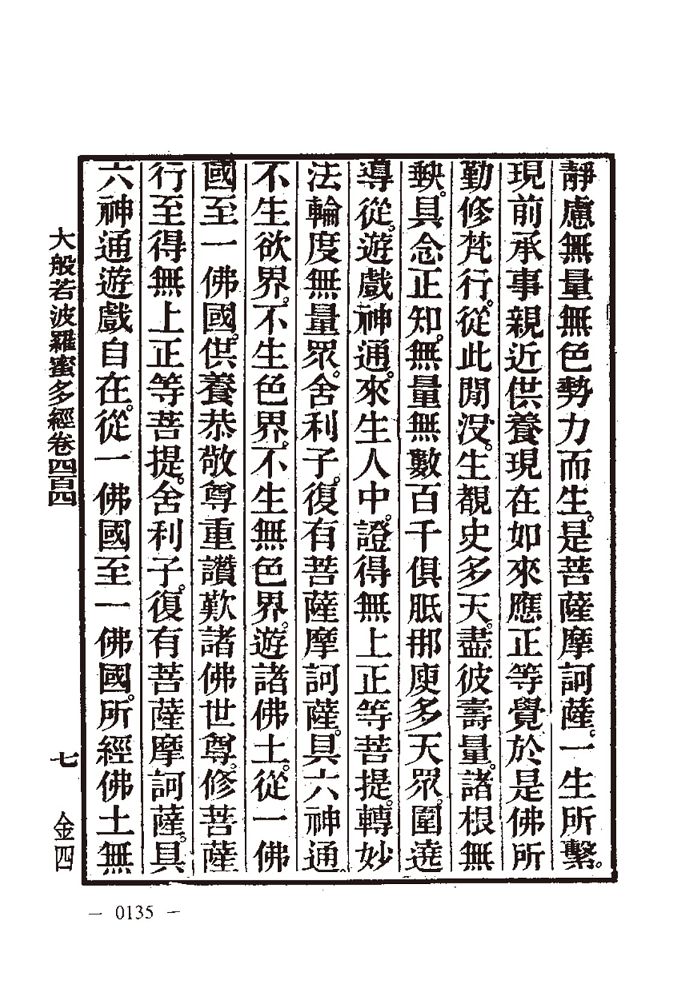 靜慮無量無色勢力而生。是菩薩摩訶薩。一生所繫。
現前承事親近供養現在如來應正等覺於是佛所
勤修梵行。從此閒沒。生覩史多天。盡彼壽量。諸根無
缺。具念正知。無量無數百千俱胝那庾多天眾。圍遶
導從。遊戲神通。來生人中。證得無上正等菩提。轉妙
法輪度無量眾。舍利子。復有菩薩摩訶薩。具六神通
不生欲界。不生色界。不生無色界。遊諸佛土。從一佛
國至一佛國。供養恭敬尊重讚歎諸佛世尊。修菩薩
行至得無上正等菩提。舍利子。復有菩薩摩訶薩。具
六神通遊戲自在。從一佛國至一佛國。所經佛土無
大般若波羅蜜多經卷四百四
七
金四
— 0135 —